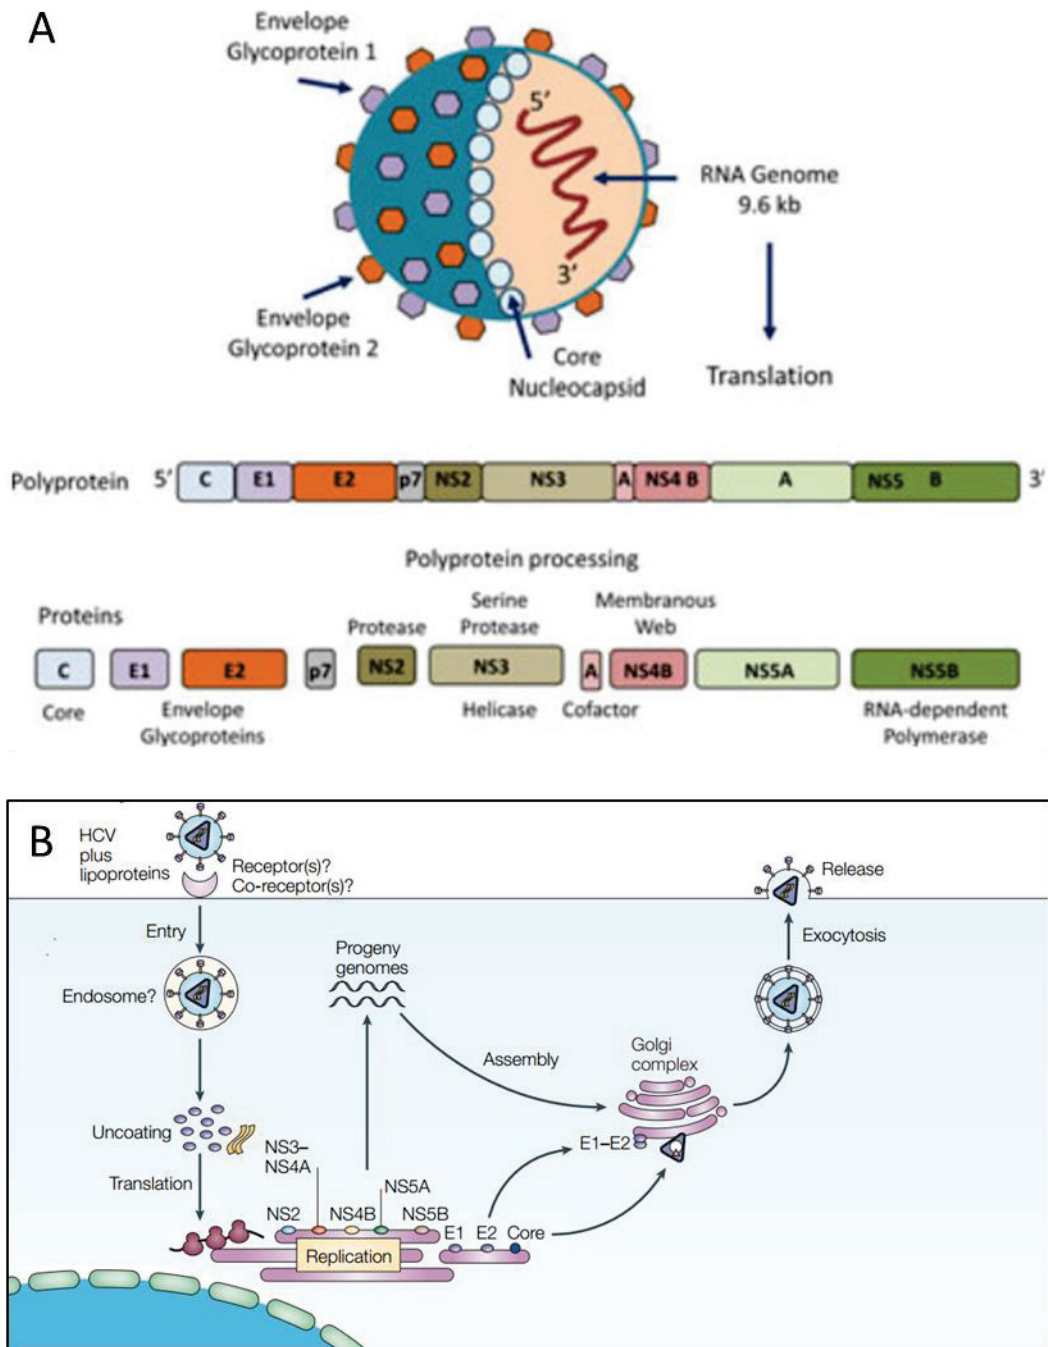 A
Envelope
Glycoprotein 1
5'
3'
RNA Genome
9.6 kb
Envelope
Glycoprotein 2
Core
Nucleocapsid
Translation
Polyprotein 5' C E1 E2 p7 NS2 NS3 A NS4 B A NS5 B 3'
Polyprotein processing
Proteins
Protease
Serine
Protease
Membranous
Web
C E1 E2 p7 NS2 NS3 A NS4B NS5A NS5B
Core
Envelope
Glycoproteins
Helicase
Cofactor
RNA-dependent
Polymerase
B
HCV
plus
lipoproteins
Receptor(s)?
Co-receptor(s)?
Entry
Endosome?
Uncoating
Translation
Progeny
genomes
Assembly
Golgi
complex
Release
Exocytosis
E1–E2
NS3–
NS4A
NS5A
NS2 NS4B NS5B
E1 E2 Core
Replication